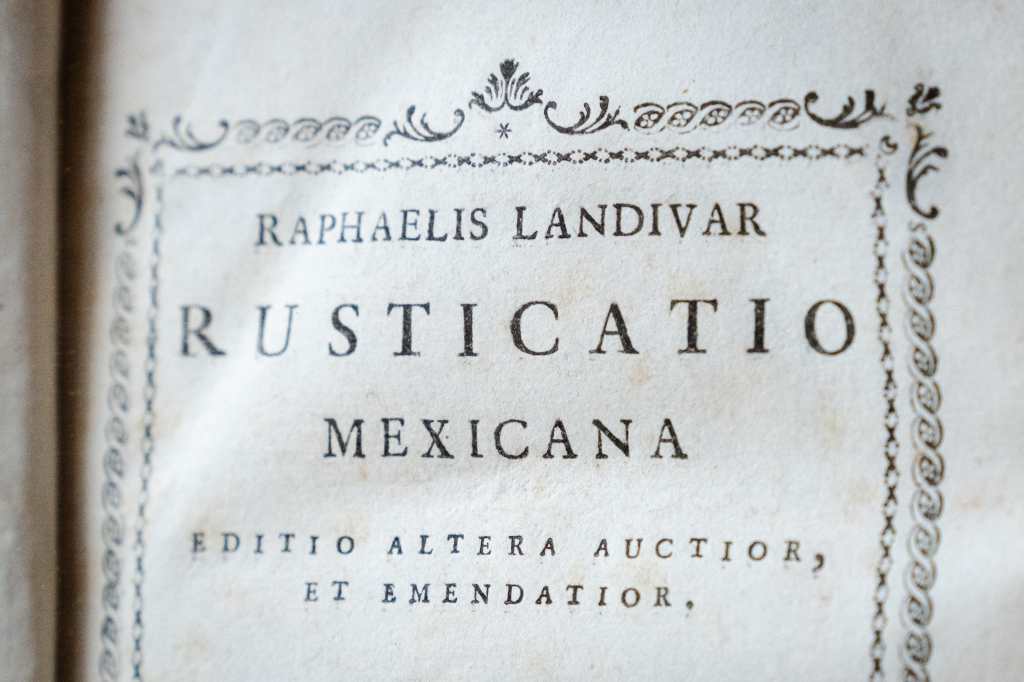 RAPHAELIS LANDIVAR
RUSTICATIO
MEXICANA
EDITIO ALTERA AUCTIOR,
ET EMENDATIOR.